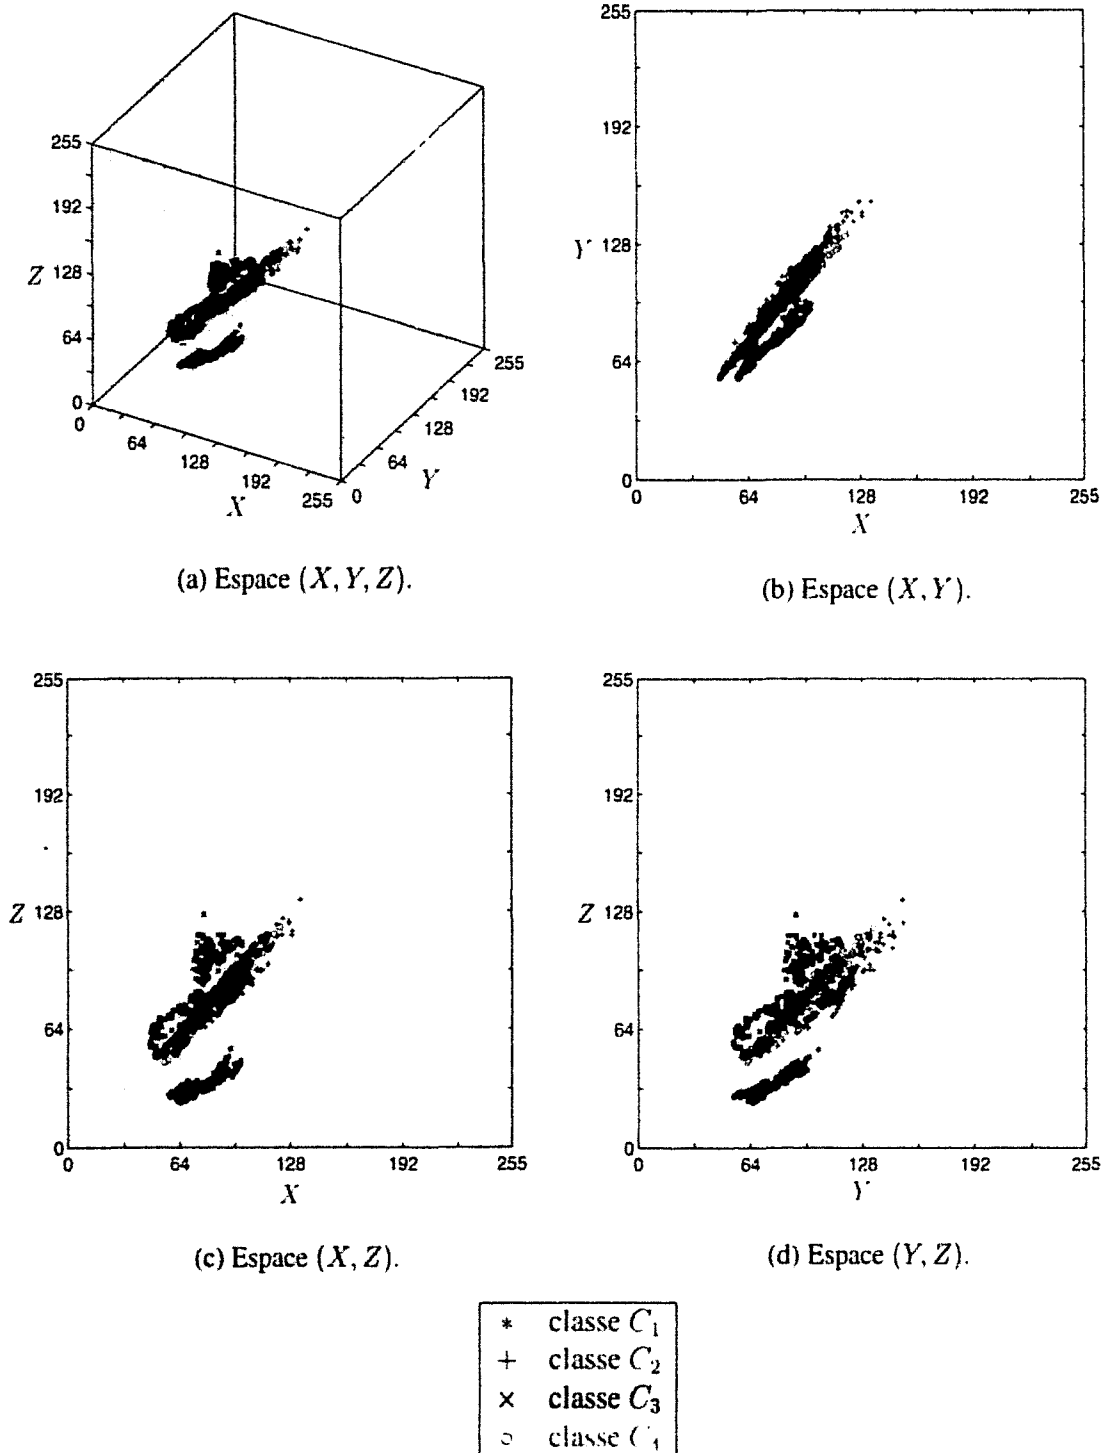 255
192
Z 128
64
0
0
64
128
192
255
X
0
64
128
192
255
Y
(a) Espace (X, Y, Z).
255
192
Y 128
64
0
0 64 128 192 255
X
(b) Espace (X, Y).
255
192
Z 128
64
0
0 64 128 192 255
X
(c) Espace (X, Z).
255
192
Z 128
64
0
0 64 128 192 255
Y
(d) Espace (Y, Z).
* classe C1
+ classe C2
× classe C3
○ classe C4